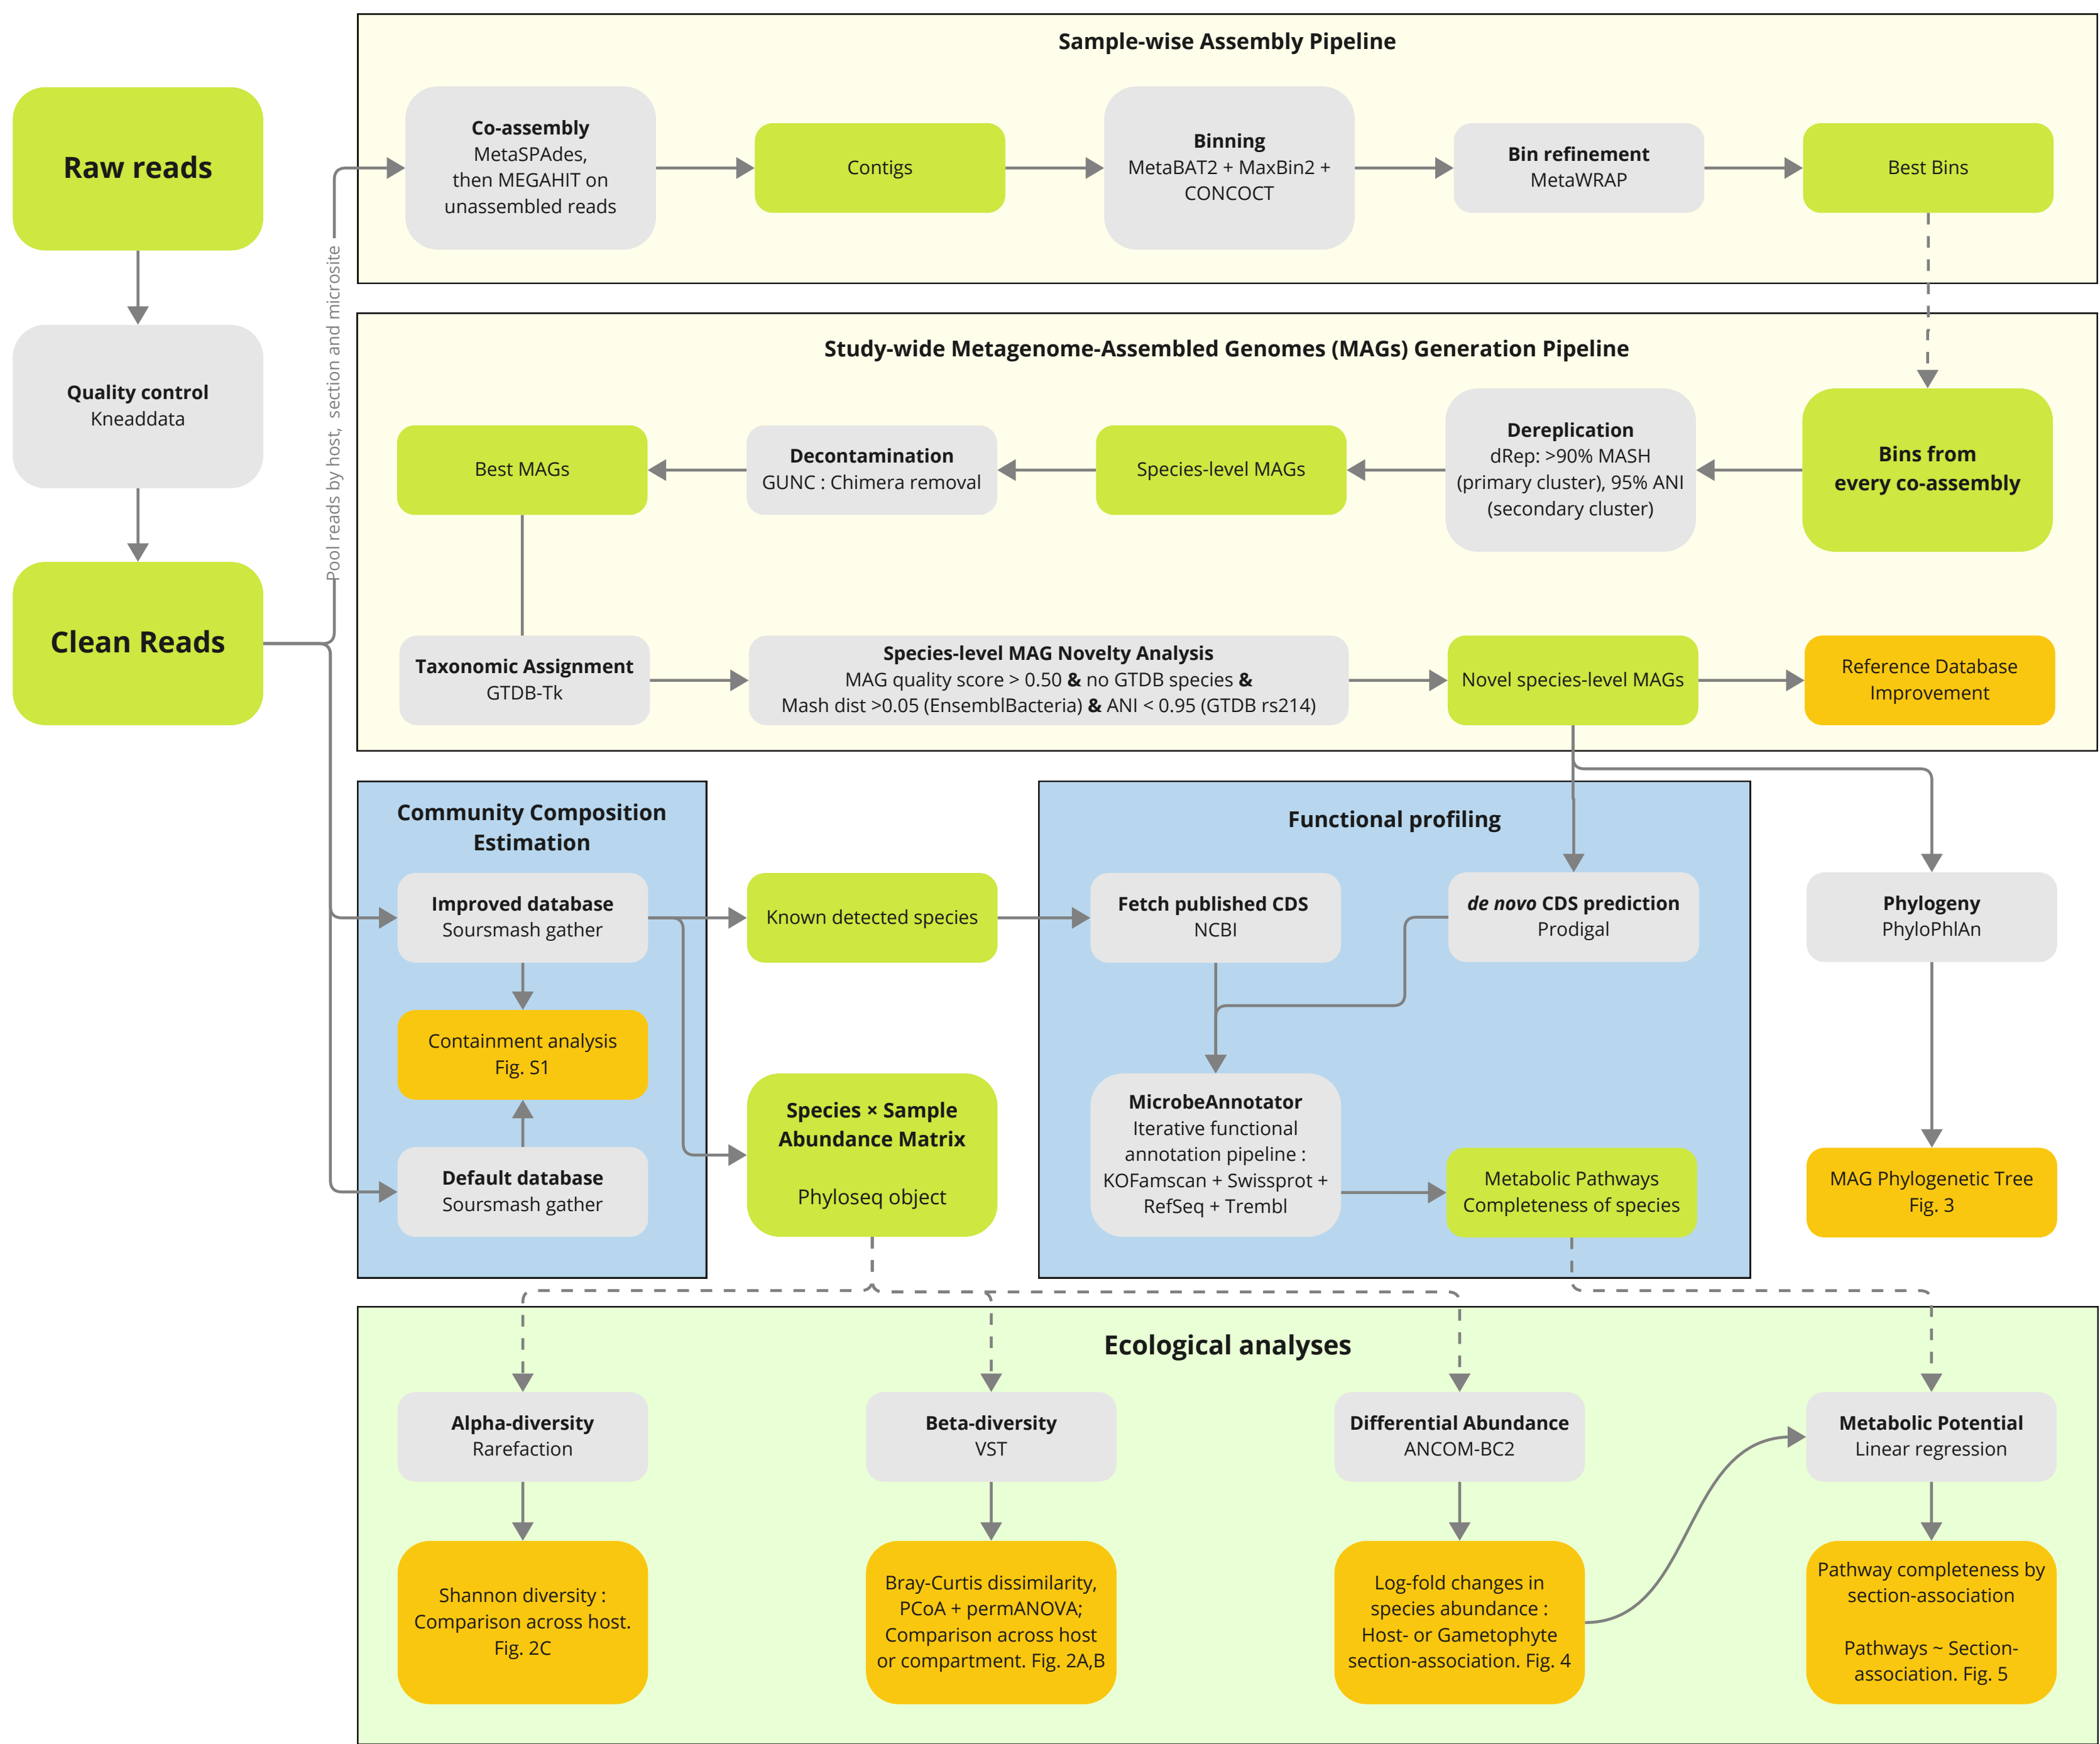 Sample-wise Assembly Pipeline
Raw reads
Co-assembly
MetaSPAdes,
then MEGAHIT on
unassembled reads
Contigs
Binning
MetaBAT2 + MaxBin2 +
CONCOCT
Bin refinement
MetaWRAP
Best Bins
Quality control
Kneaddata
Clean Reads
Pool reads by host, section and microsite
Study-wide Metagenome-Assembled Genomes (MAGs) Generation Pipeline
Best MAGs
Decontamination
GUNC : Chimera removal
Species-level MAGs
Dereplication
dRep: >90% MASH
(primary cluster), 95% ANI
(secondary cluster)
Bins from
every co-assembly
Taxonomic Assignment
GTDB-Tk
Species-level MAG Novelty Analysis
MAG quality score > 0.50 & no GTDB species &
Mash dist >0.05 (EnsemblBacteria) & ANI < 0.95 (GTDB rs214)
Novel species-level MAGs
Reference Database
Improvement
Community Composition
Estimation
Improved database
Soursmash gather
Containment analysis
Fig. S1
Default database
Soursmash gather
Known detected species
Species × Sample
Abundance Matrix
Phyloseq object
Functional profiling
Fetch published CDS
NCBI
de novo CDS prediction
Prodigal
MicrobeAnnotator
Iterative functional
annotation pipeline :
KOFamscan + Swissprot +
RefSeq + Trembl
Metabolic Pathways
Completeness of species
Phylogeny
PhyloPhlAn
MAG Phylogenetic Tree
Fig. 3
Ecological analyses
Alpha-diversity
Rarefaction
Beta-diversity
VST
Differential Abundance
ANCOM-BC2
Metabolic Potential
Linear regression
Shannon diversity :
Comparison across host.
Fig. 2C
Bray-Curtis dissimilarity,
PCoA + permANOVA;
Comparison across host
or compartment. Fig. 2A,B
Log-fold changes in
species abundance :
Host- or Gametophyte
section-association. Fig. 4
Pathway completeness by
section-association
Pathways ~ Section-
association. Fig. 5